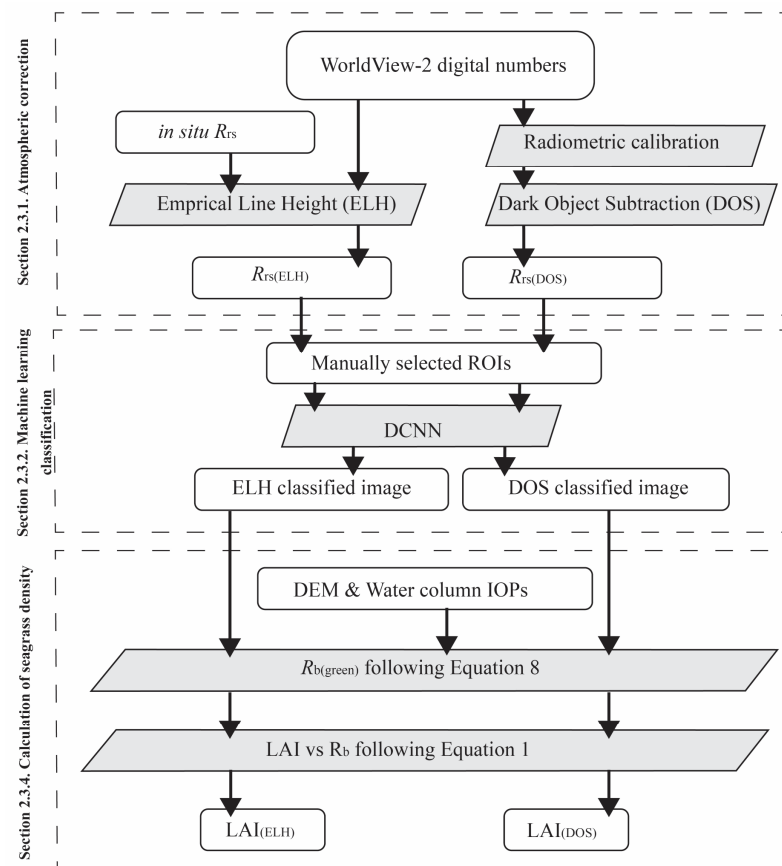 Section 2.3.1. Atmospheric correction
WorldView-2 digital numbers
in situ Rrs
Radiometric calibration
Emprical Line Height (ELH)
Dark Object Subtraction (DOS)
Rrs(ELH)
Rrs(DOS)
Section 2.3.2. Machine learning
classification
Manually selected ROIs
DCNN
ELH classified image
DOS classified image
Section 2.3.4. Calculation of seagrass density
DEM & Water column IOPs
Rb(green) following Equation 8
LAI vs Rb following Equation 1
LAI(ELH)
LAI(DOS)